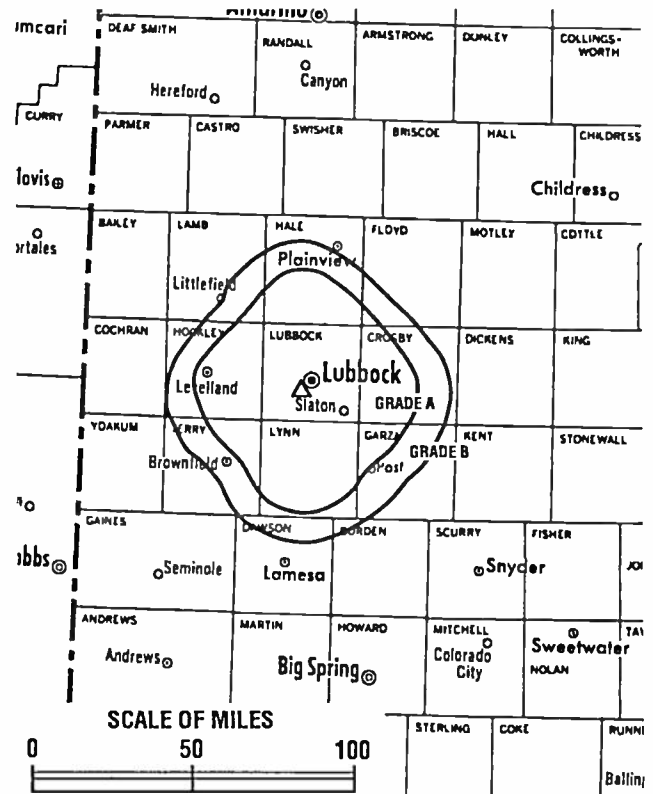 DEAF SMITH
RANDALL
ARMSTRONG
DONLEY
COLLINGS-
WORTH
Canyon
Hereford
CURRY
PARMER
CASTRO
SWISHER
BRISCOE
HALL
CHILDRESS
Childress
BAILEY
LAMB
HALE
FLOYD
MOTLEY
COTTLE
Plainview
Littlefield
COCHRAN
HOCKLEY
LUBBOCK
CROSBY
DICKENS
KING
Levelland
Lubbock
Slaton
GRADE A
YOAKUM
TERRY
LYNN
GARZA
KENT
STONEWALL
GRADE B
Brownfield
Post
GAINES
DAWSON
BORDEN
SCURRY
FISHER
Seminole
Lamesa
Snyder
ANDREWS
MARTIN
HOWARD
MITCHELL
Sweetwater
Andrews
Big Spring
Colorado
City
NOLAN
SCALE OF MILES
0
50
100
STERLING
COKE